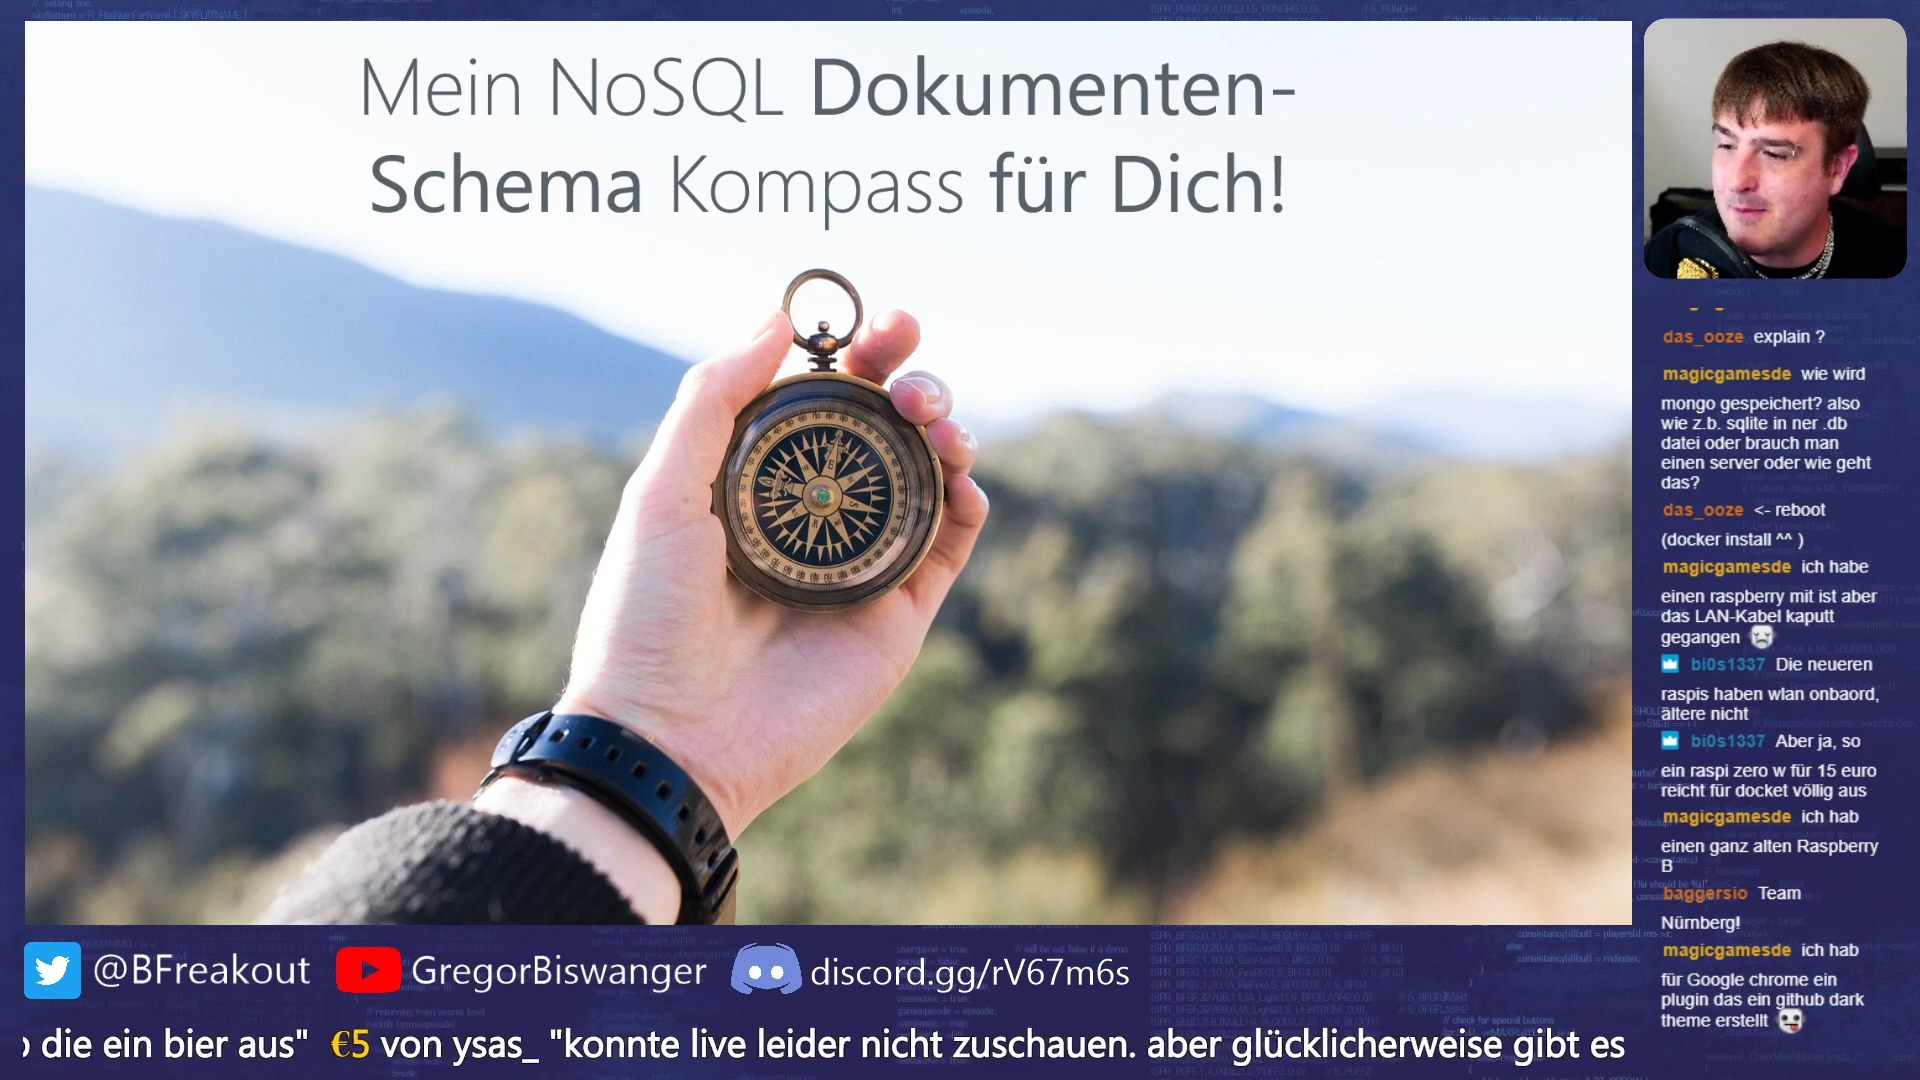 Mein NoSQL Dokumenten-
Schema Kompass für Dich!
das_ooze explain ?
magicgamesde wie wird
mongo gespeichert? also
wie z.b. sqlite in ner .db
datei oder brauch man
einen server oder wie geht
das?
das_ooze <- reboot
(docker install ^^ )
magicgamesde ich habe
einen raspberry mit ist aber
das LAN-Kabel kaputt
gegangen
bi0s1337 Die neueren
raspis haben wlan onbaord,
ältere nicht
bi0s1337 Aber ja, so
ein raspi zero w für 15 euro
reicht für docket völlig aus
magicgamesde ich hab
einen ganz alten Raspberry
B
baggersio Team
Nürnberg!
magicgamesde ich hab
für Google chrome ein
plugin das ein github dark
theme erstellt
@BFreakout GregorBiswanger discord.gg/rV67m6s
die ein bier aus" €5 von ysas_ "konnte live leider nicht zuschauen. aber glücklicherweise gibt es